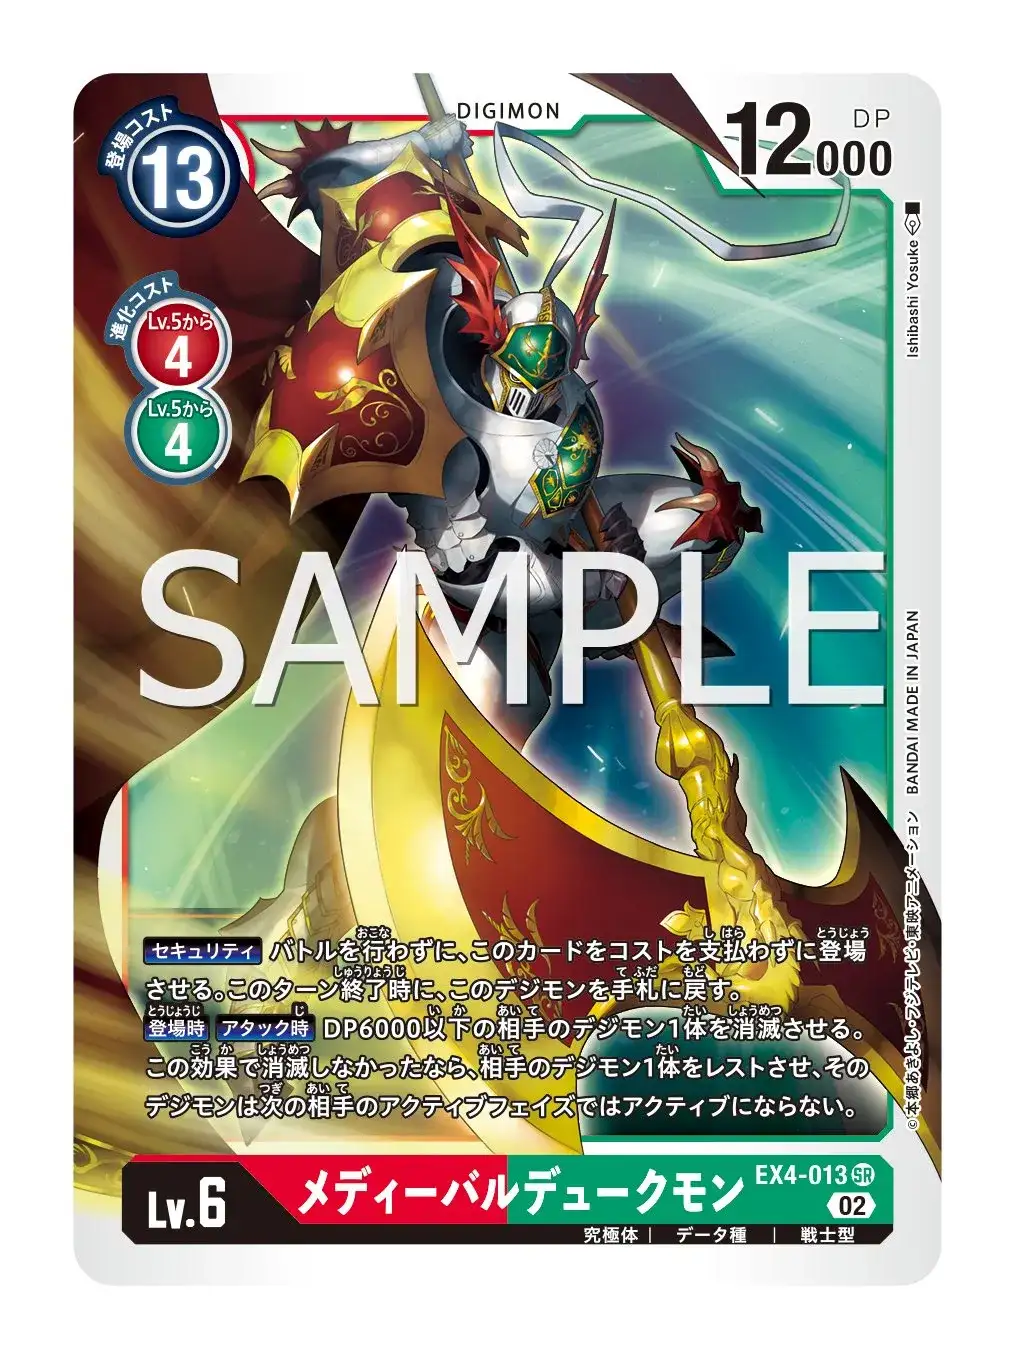 DIGIMON
登場コスト
13
12000
DP
進化コスト
Lv.5から
4
Lv.5から
4
Ishibashi Yosuke
SAMPLE
©本郷あきよし・フジテレビ・東映アニメーション BANDAI MADE IN JAPAN
セキュリティ バトルを行わずに、このカードをコストを支払わずに登場
させる。このターン終了時に、このデジモンを手札に戻す。
登場時 アタック時 DP6000以下の相手のデジモン1体を消滅させる。
この効果で消滅しなかったなら、相手のデジモン1体をレストさせ、その
デジモンは次の相手のアクティブフェイズではアクティブにならない。
Lv.6
メディーバルデュークモン
EX4-013 SR
02
究極体 | データ種 | 戦士型